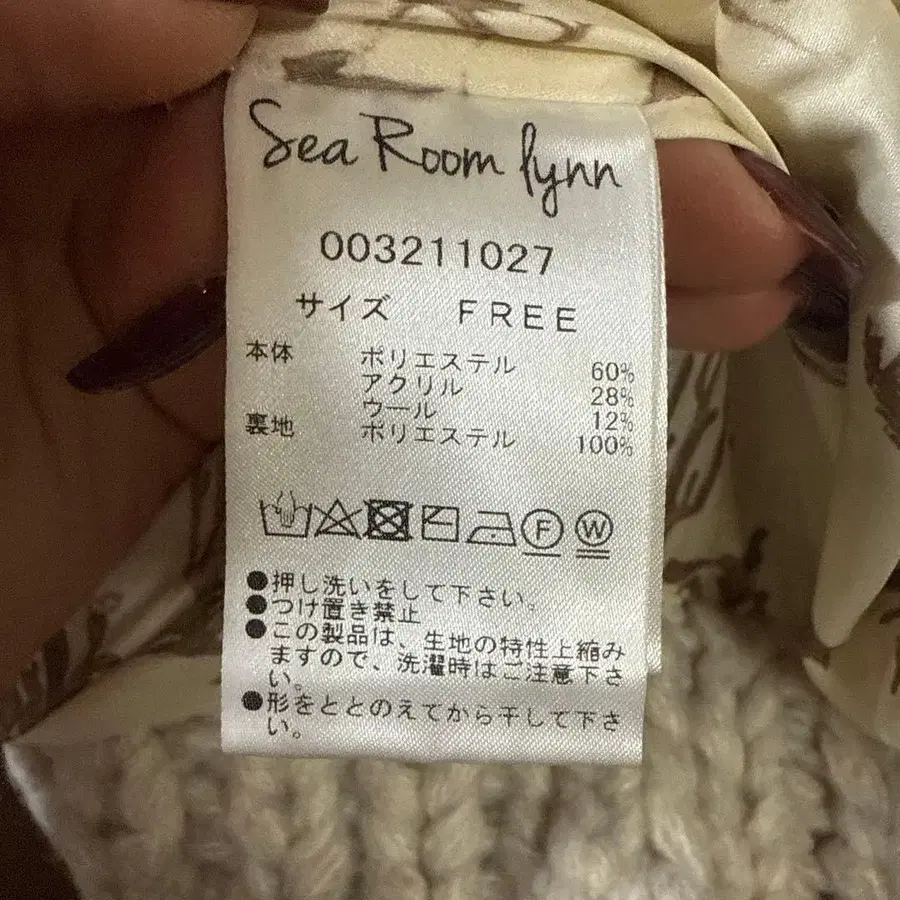 Sea Room lynn
003211027
サイズ FREE
本体 ポリエステル 60%
アクリル 28%
ウール 12%
裏地 ポリエステル 100%
F W
●押し洗いをして下さい。
●つけ置き禁止
●この製品は、生地の特性上縮み
ますので、洗濯時はご注意下さ
い。
●形をととのえてから干して下さ
い。